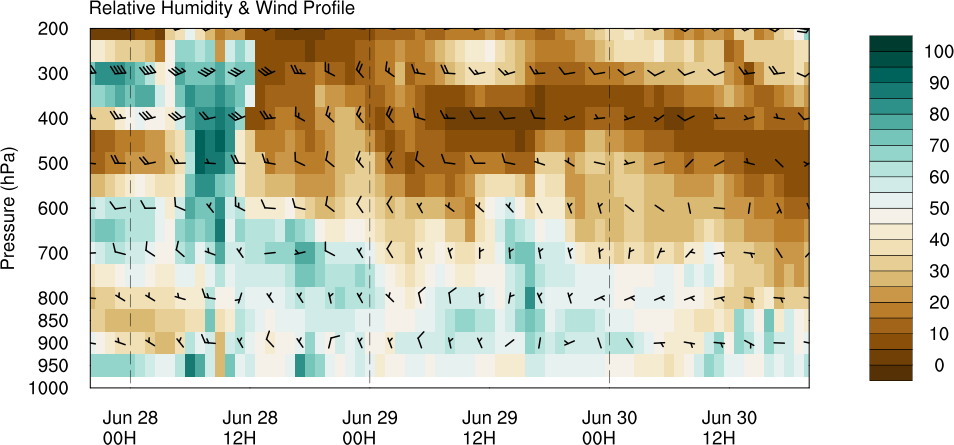 Relative Humidity & Wind Profile
Pressure (hPa)
200
300
400
500
600
700
800
850
900
950
1000
Jun 28 00H
Jun 28 12H
Jun 29 00H
Jun 29 12H
Jun 30 00H
Jun 30 12H
100
90
80
70
60
50
40
30
20
10
0